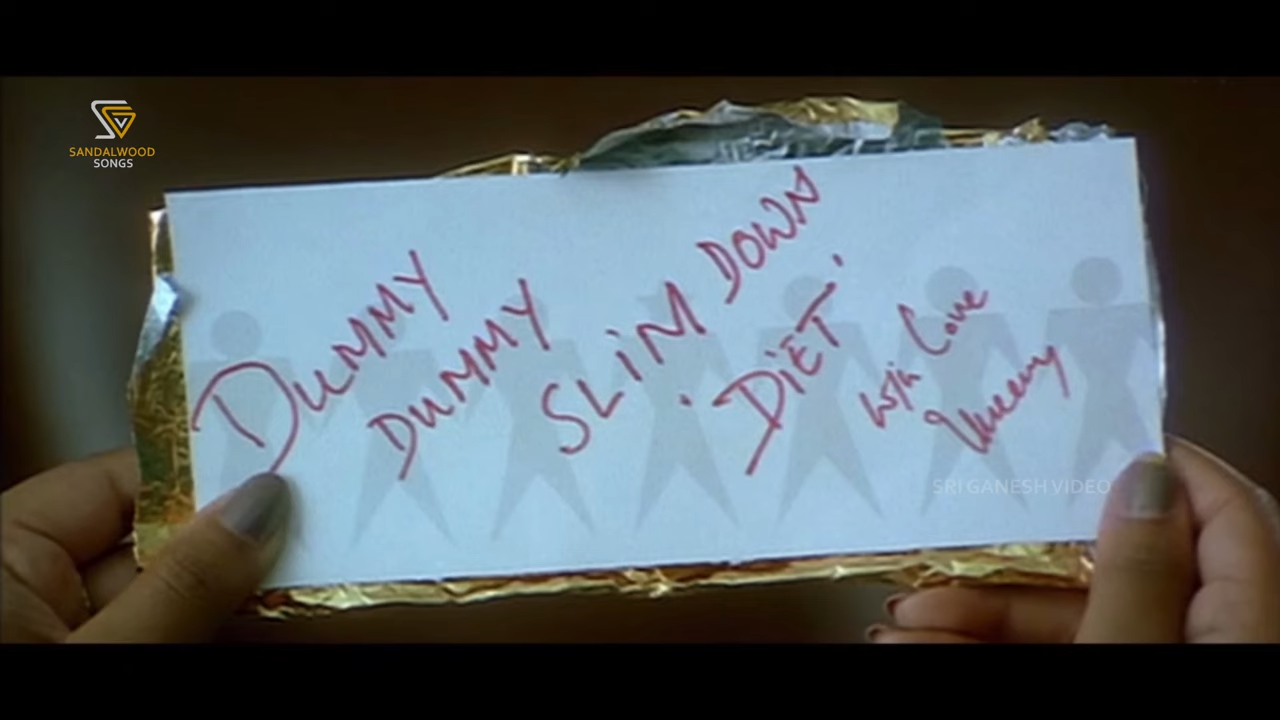 SANDALWOOD
SONGS
DUMMY
DUMMY
SLiM DOWN
DiET
With Love
SRI GANESH VIDEO